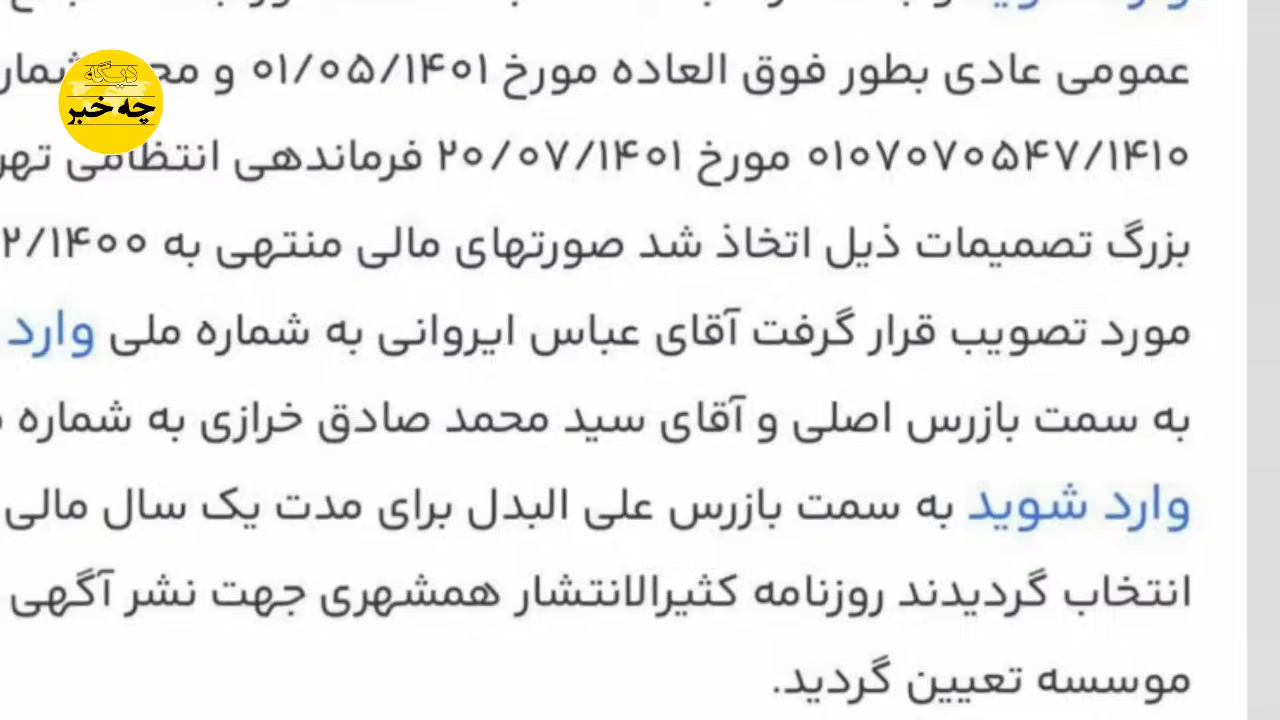 عمومی عادی بطور فوق العاده مورخ ۰۱/۰۵/۱۴۰۱ و
۰۱۰۷۰۷۰۵۴۷/۱۴۱۰ مورخ ۲۰/۰۷/۱۴۰۱ فرماندهی انتظامی
بزرگ تصمیمات ذیل اتخاذ شد صورتهای مالی منتهی به ۲/۱۴۰۰
مورد تصویب قرار گرفت آقای عباس ایروانی به شماره ملی وارد
به سمت بازرس اصلی و آقای سید محمد صادق خرازی به شماره
وارد شوید به سمت بازرس علی البدل برای مدت یک سال مالی
انتخاب گردیدند روزنامه کثیرالانتشار همشهری جهت نشر آگهی
موسسه تعیین گردید.
دیگه
چه خبر